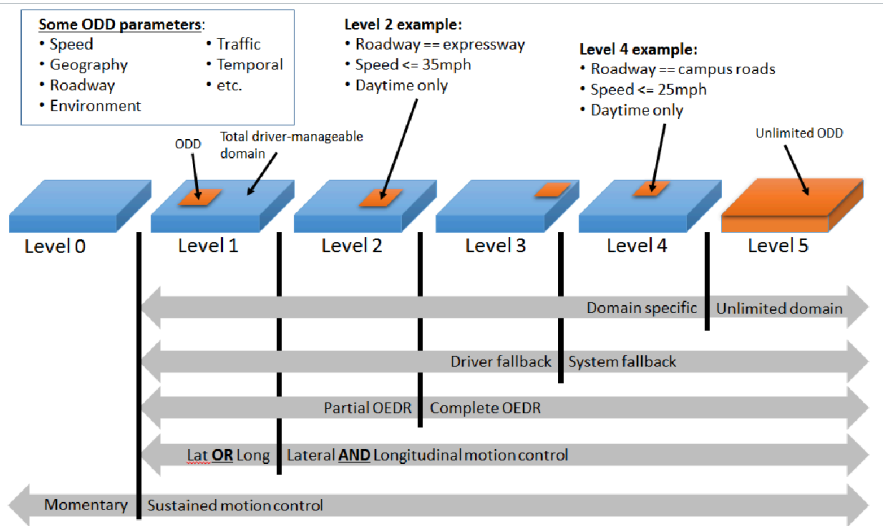 Some ODD parameters:
• Speed
• Geography
• Roadway
• Environment
• Traffic
• Temporal
• etc.
Level 2 example:
• Roadway == expressway
• Speed <= 35mph
• Daytime only
Level 4 example:
• Roadway == campus roads
• Speed <= 25mph
• Daytime only
ODD
Total driver-manageable
domain
Unlimited ODD
Level 0
Level 1
Level 2
Level 3
Level 4
Level 5
Domain specific
Unlimited domain
Driver fallback
System fallback
Partial OEDR
Complete OEDR
Lat OR Long
Lateral AND Longitudinal motion control
Momentary
Sustained motion control